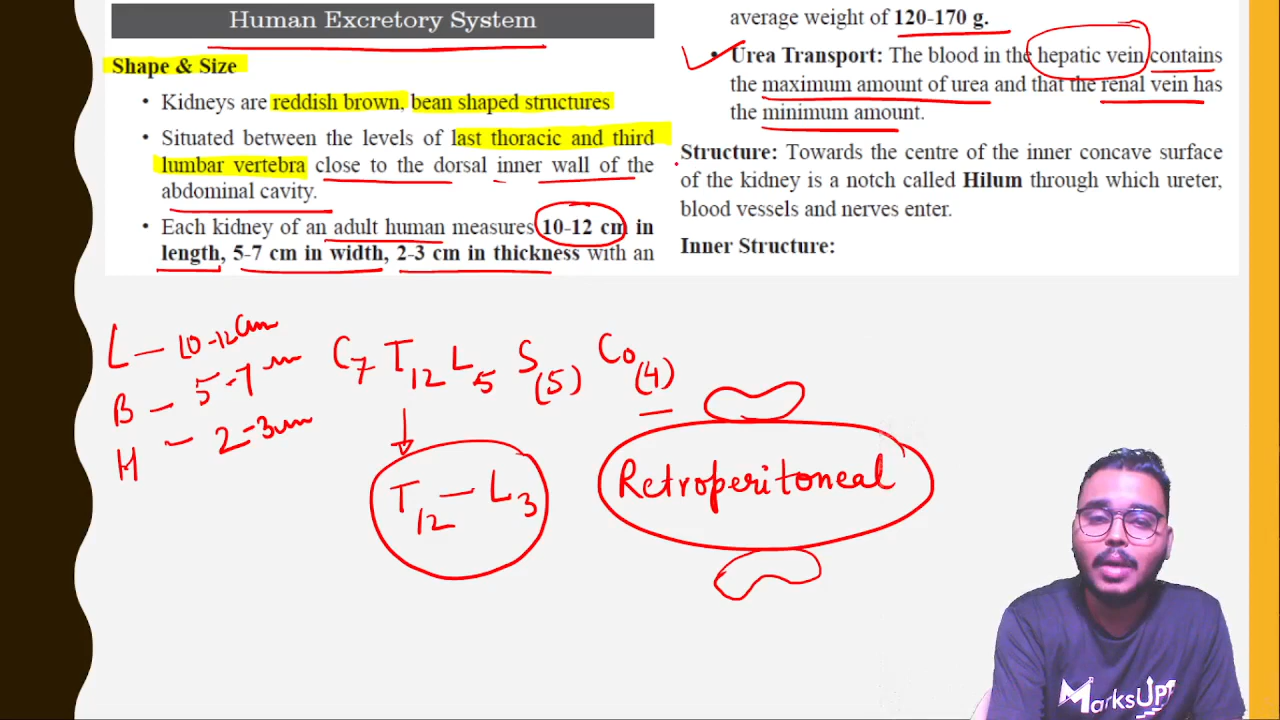 Human Excretory System
Shape & Size
• Kidneys are reddish brown, bean shaped structures
• Situated between the levels of last thoracic and third
lumbar vertebra close to the dorsal inner wall of the
abdominal cavity.
• Each kidney of an adult human measures 10-12 cm in
length, 5-7 cm in width, 2-3 cm in thickness with an
average weight of 120-170 g.
• Urea Transport: The blood in the hepatic vein contains
the maximum amount of urea and that the renal vein has
the minimum amount.
Structure: Towards the centre of the inner concave surface
of the kidney is a notch called Hilum through which ureter,
blood vessels and nerves enter.
Inner Structure:
L — 10-12 cm
B — 5-7 cm
H — 2-3 cm
C7 T12 L5 S(5) Co(4)
T12 — L3
Retroperitoneal
MarksUP